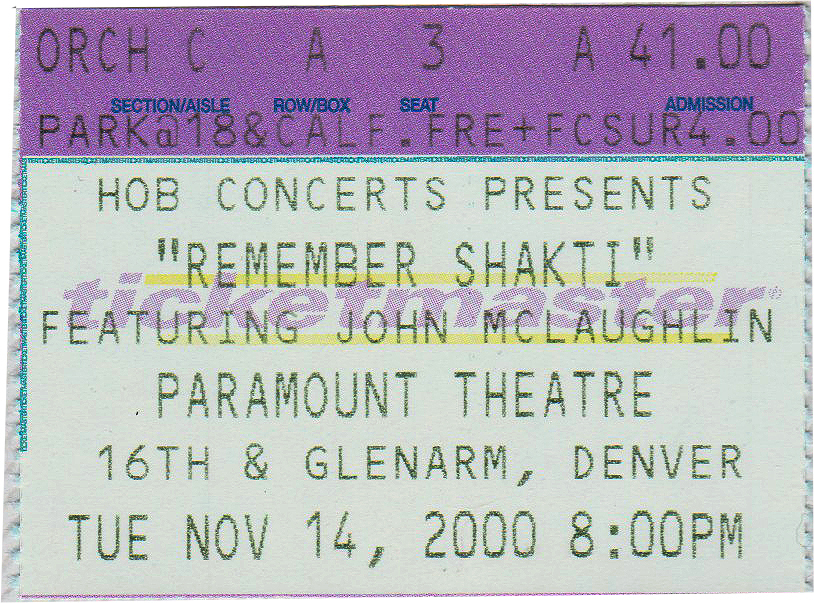 ORCH C A 3 A 41.00
SECTION/AISLE ROW/BOX SEAT ADMISSION
PARK@18&CALF.FRE+FCSUR4.00
HOB CONCERTS PRESENTS
"REMEMBER SHAKTI"
ticketmaster®
FEATURING JOHN MCLAUGHLIN
PARAMOUNT THEATRE
16TH & GLENARM, DENVER
TUE NOV 14, 2000 8:00PM